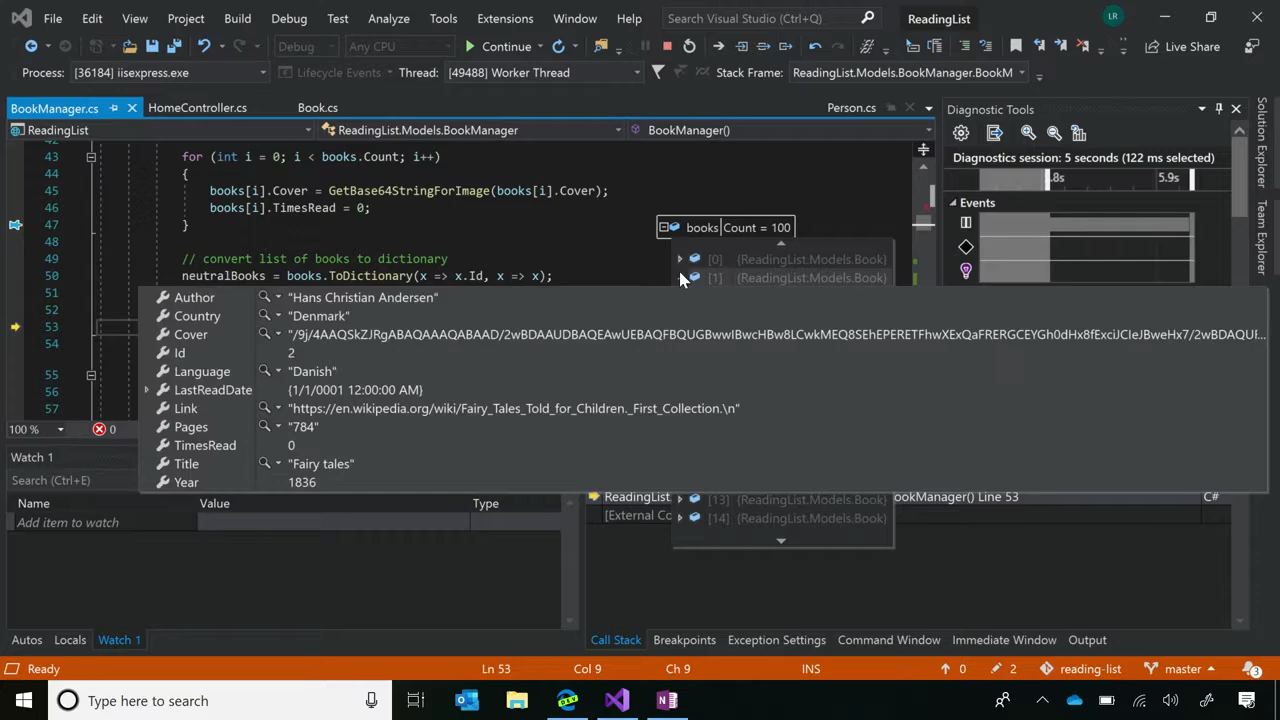 File Edit View Project Build Debug Test Analyze Tools Extensions Window Help Search Visual Studio (Ctrl+Q) ReadingList LR
Debug Any CPU Continue Live Share
Process: [36184] iisexpress.exe Lifecycle Events Thread: [49488] Worker Thread Stack Frame: ReadingList.Models.BookManager.BookM
BookManager.cs HomeController.cs Book.cs Person.cs Diagnostic Tools
ReadingList ReadingList.Models.BookManager BookManager()
Diagnostics session: 5 seconds (122 ms selected)
.8s 5.9s
Events
Solution Explorer
Team Explorer
42
43 for (int i = 0; i < books.Count; i++)
44 {
45 books[i].Cover = GetBase64StringForImage(books[i].Cover);
46 books[i].TimesRead = 0;
47 }
48
49 // convert list of books to dictionary
50 neutralBooks = books.ToDictionary(x => x.Id, x => x);
51
52
53
54
55
56
57
books Count = 100
[0] {ReadingList.Models.Book}
[1] {ReadingList.Models.Book}
Author "Hans Christian Andersen"
Country "Denmark"
Cover
Id 2
Language "Danish"
LastReadDate {1/1/0001 12:00:00 AM}
Link "https://en.wikipedia.org/wiki/Fairy_Tales_Told_for_Children._First_Collection.\n"
Pages "784"
TimesRead 0
Title "Fairy tales"
Year 1836
[13] {ReadingList.Models.Book}
[14] {ReadingList.Models.Book}
100 % 0
Watch 1
Search (Ctrl+E)
Name Value Type
Add item to watch
ReadingList ookManager() Line 53 C#
[External Co
Autos Locals Watch 1 Call Stack Breakpoints Exception Settings Command Window Immediate Window Output
Ready Ln 53 Col 9 Ch 9 INS 0 2 reading-list master 3
Type here to search